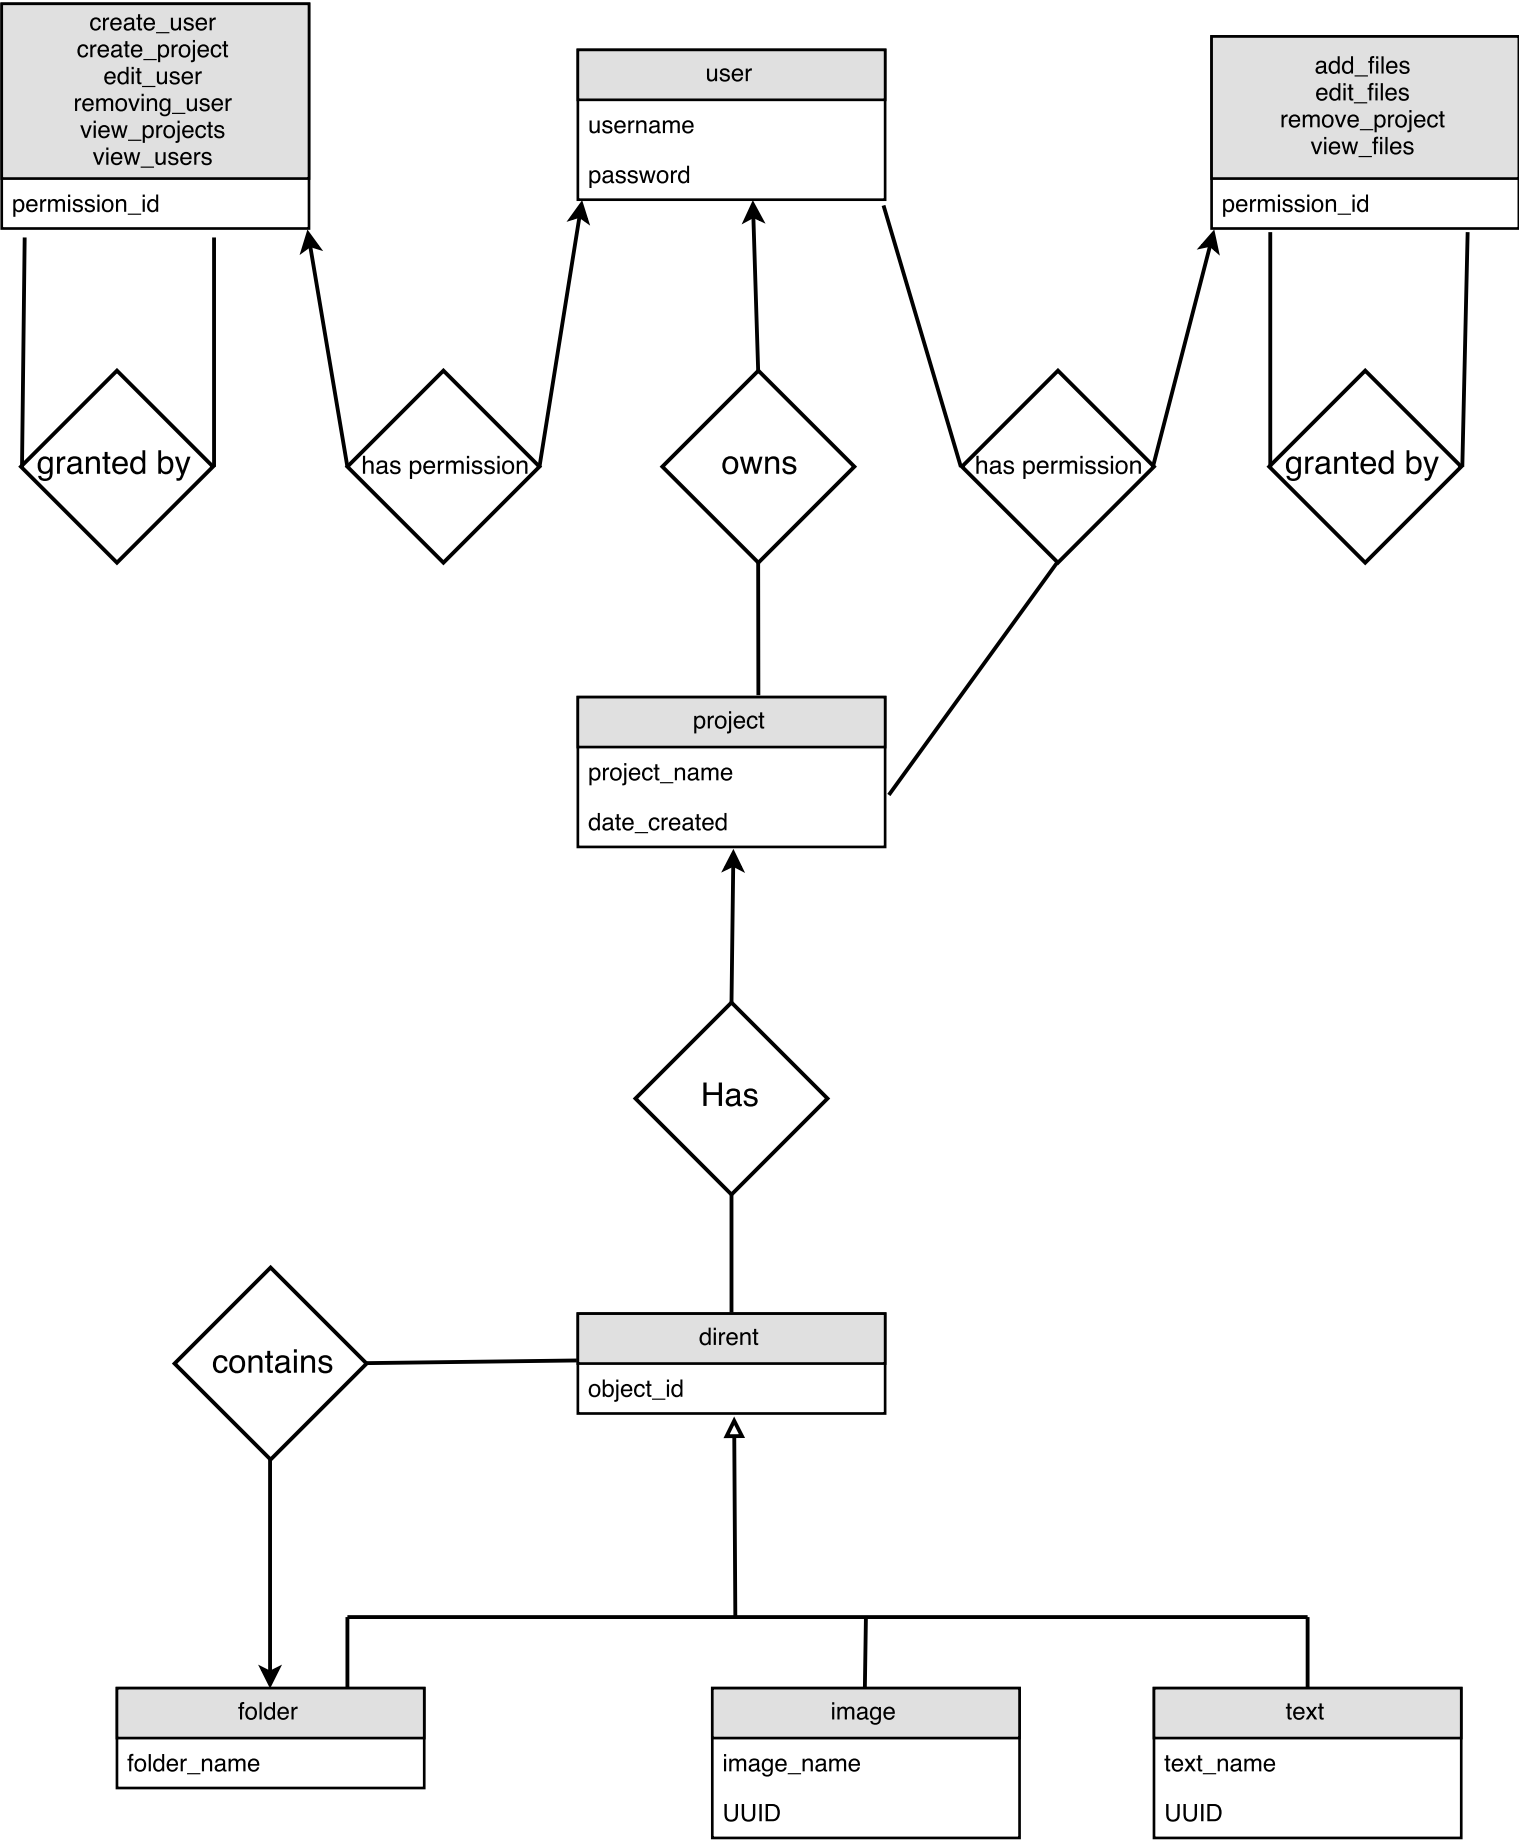 create_user
create_project
edit_user
removing_user
view_projects
view_users
permission_id
user
username
password
add_files
edit_files
remove_project
view_files
permission_id
granted by
has permission
owns
has permission
granted by
project
project_name
date_created
Has
contains
dirent
object_id
folder
folder_name
image
image_name
UUID
text
text_name
UUID